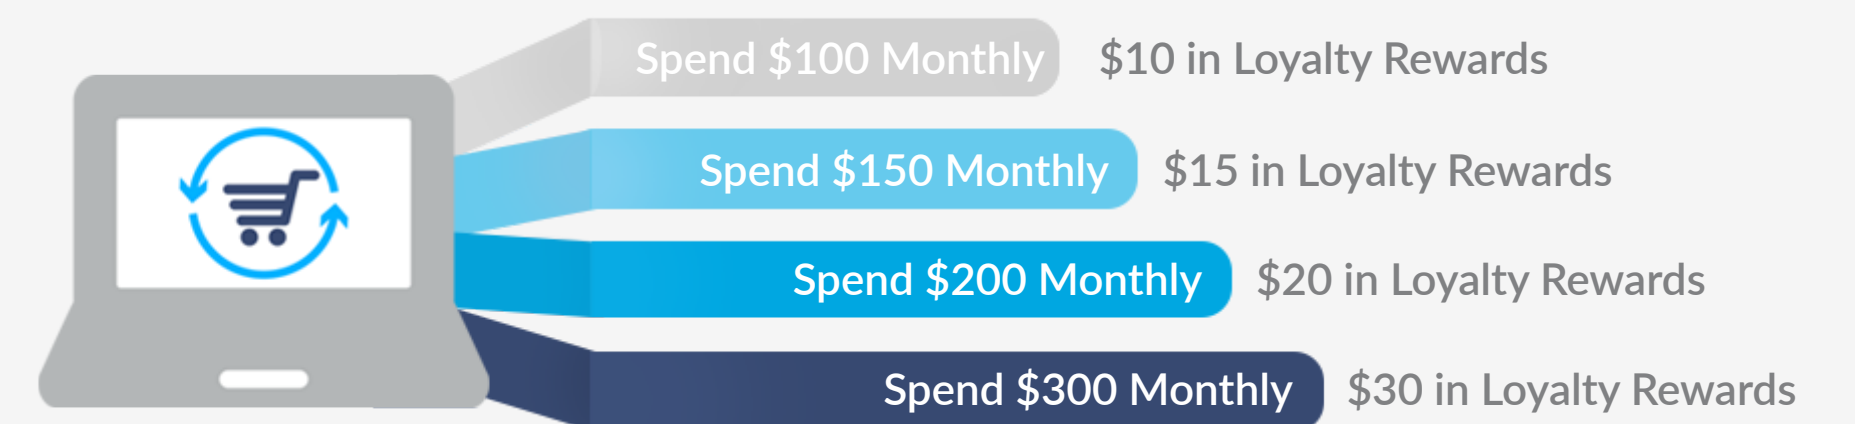 Spend $100 Monthly $10 in Loyalty Rewards
Spend $150 Monthly $15 in Loyalty Rewards
Spend $200 Monthly $20 in Loyalty Rewards
Spend $300 Monthly $30 in Loyalty Rewards